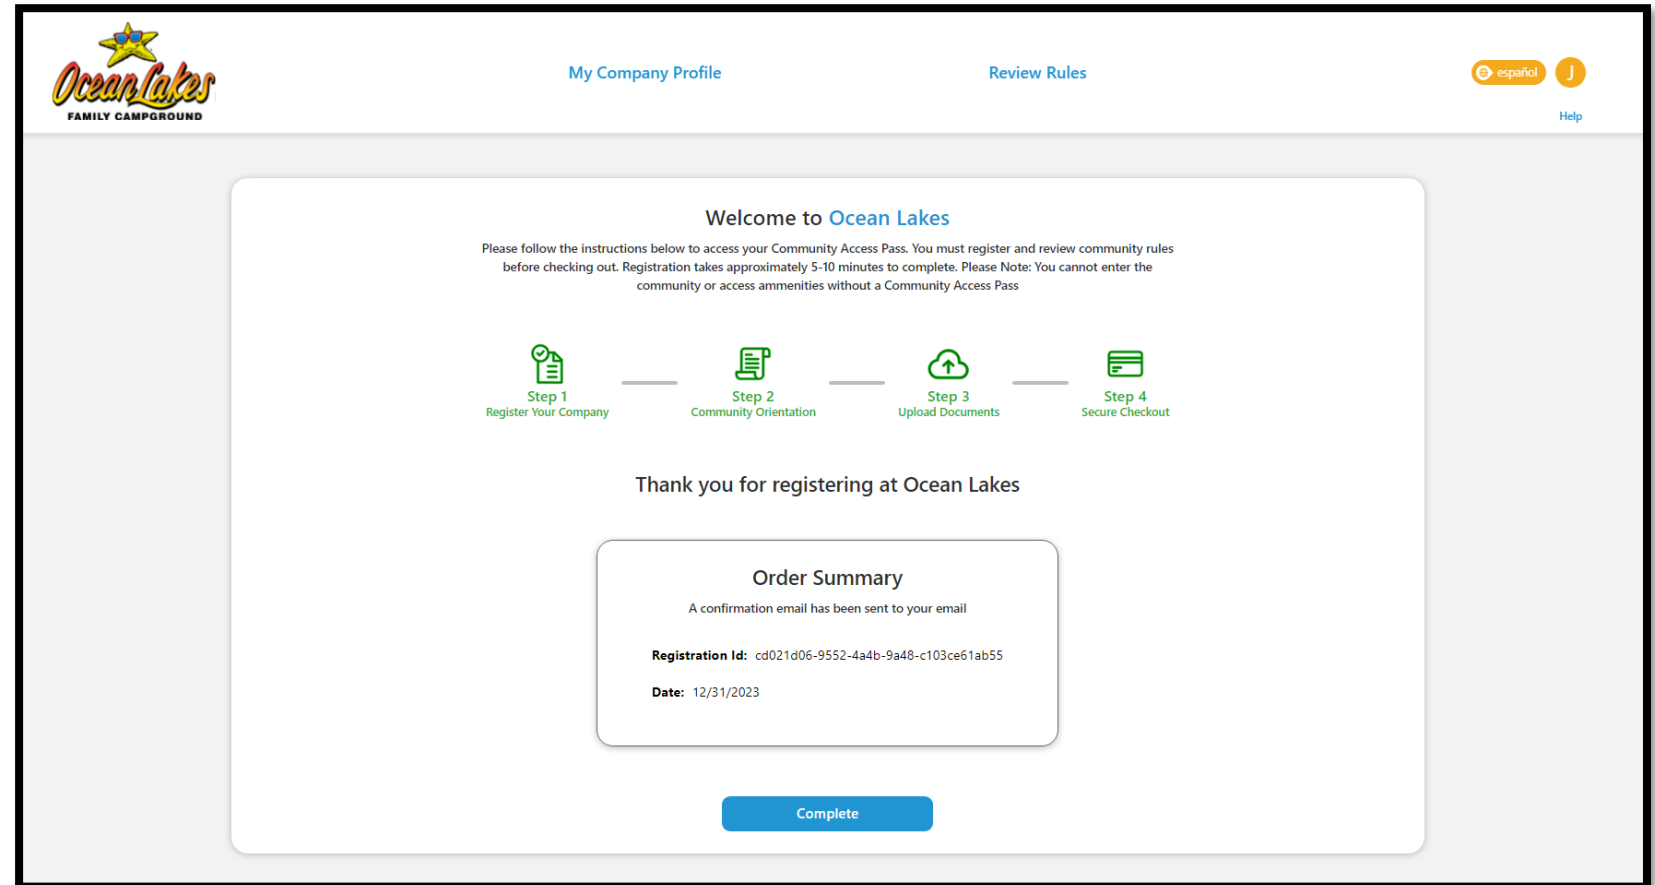 Ocean Lakes
FAMILY CAMPGROUND
My Company Profile
Review Rules
español
J
Help
Welcome to Ocean Lakes
Please follow the instructions below to access your Community Access Pass. You must register and review community rules
before checking out. Registration takes approximately 5-10 minutes to complete. Please Note: You cannot enter the
community or access ammenities without a Community Access Pass
Step 1
Register Your Company
Step 2
Community Orientation
Step 3
Upload Documents
Step 4
Secure Checkout
Thank you for registering at Ocean Lakes
Order Summary
A confirmation email has been sent to your email
Registration Id: cd021d06-9552-4a4b-9a48-c103ce61ab55
Date: 12/31/2023
Complete